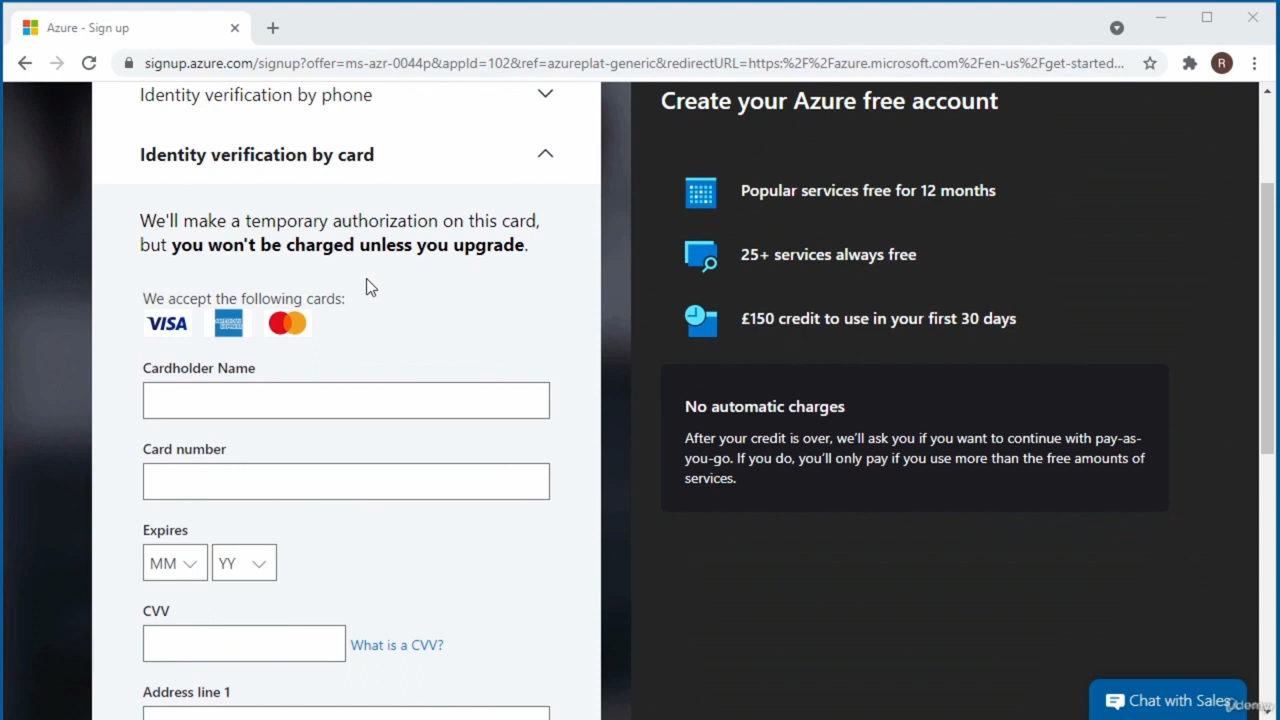 Azure - Sign up
signup.azure.com/signup?offer=ms-azr-0044p&appId=102&ref=azureplat-generic&redirectURL=https:%2F%2Fazure.microsoft.com%2Fen-us%2Fget-started...
R
Identity verification by phone
Identity verification by card
We'll make a temporary authorization on this card,
but you won't be charged unless you upgrade.
We accept the following cards:
VISA
AMERICAN EXPRESS
Cardholder Name
Card number
Expires
MM
YY
CVV
What is a CVV?
Address line 1
Create your Azure free account
Popular services free for 12 months
25+ services always free
£150 credit to use in your first 30 days
No automatic charges
After your credit is over, we'll ask you if you want to continue with pay-as-
you-go. If you do, you'll only pay if you use more than the free amounts of
services.
Chat with Sales
Udemy